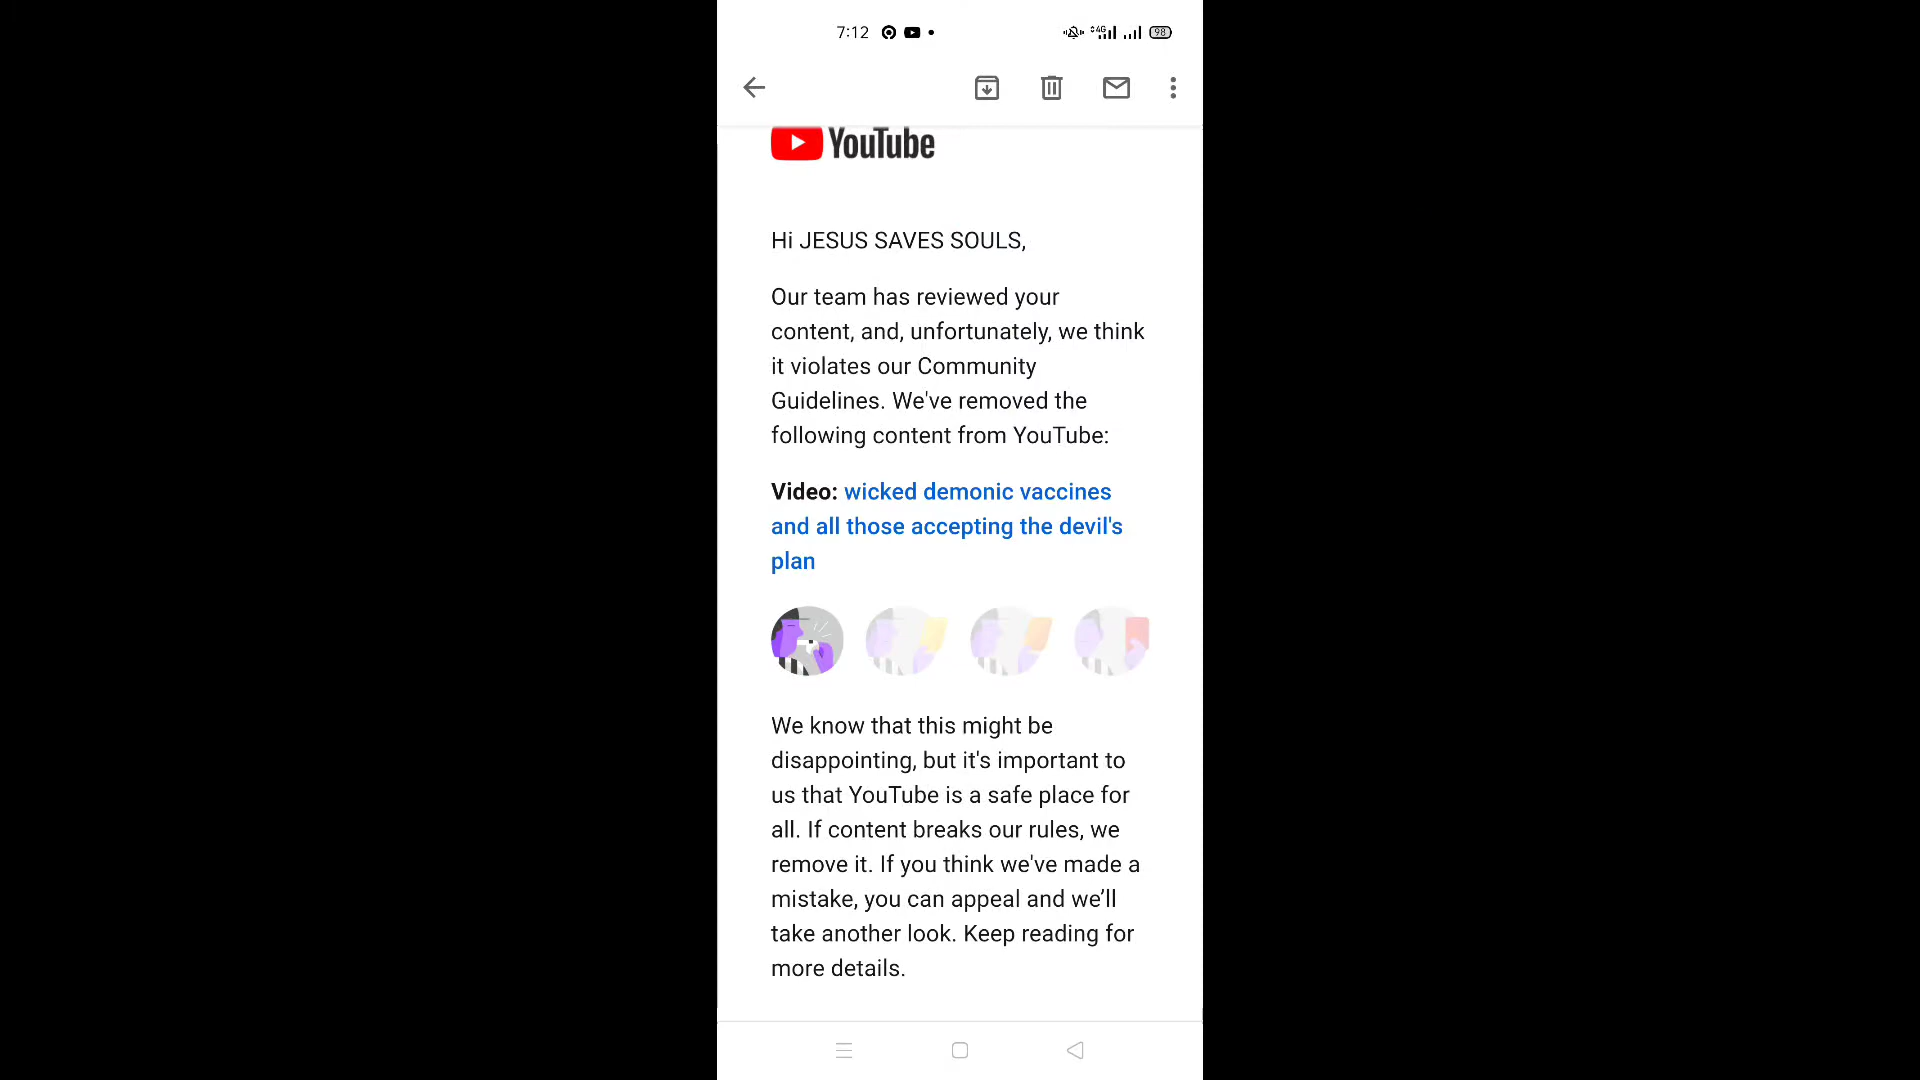 7:12
4G
98
YouTube
Hi JESUS SAVES SOULS,
Our team has reviewed your
content, and, unfortunately, we think
it violates our Community
Guidelines. We've removed the
following content from YouTube:
Video: wicked demonic vaccines
and all those accepting the devil's
plan
We know that this might be
disappointing, but it's important to
us that YouTube is a safe place for
all. If content breaks our rules, we
remove it. If you think we've made a
mistake, you can appeal and we’ll
take another look. Keep reading for
more details.